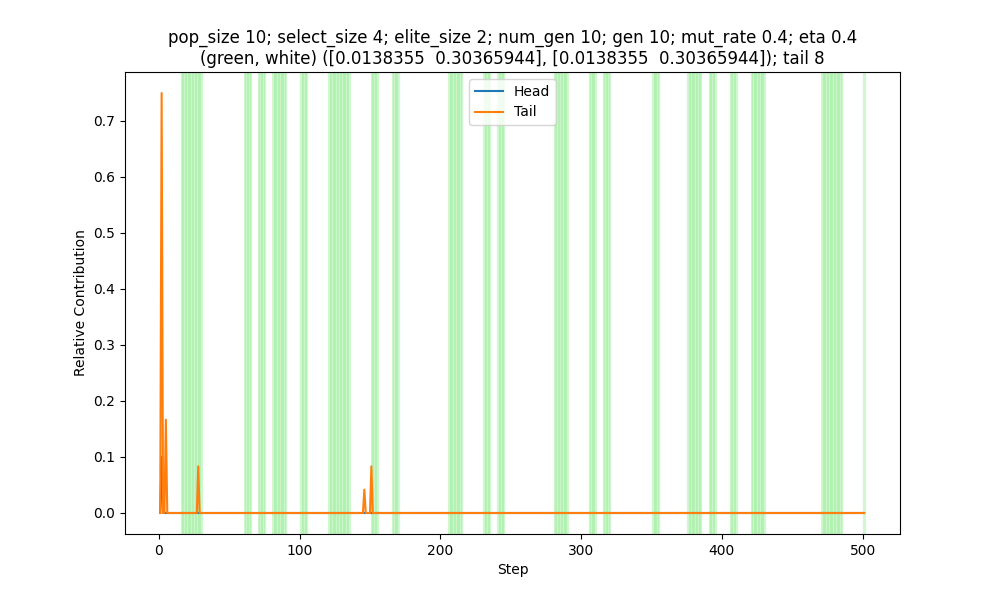 pop_size 10; select_size 4; elite_size 2; num_gen 10; gen 10; mut_rate 0.4; eta 0.4
(green, white) ([0.0138355  0.30365944], [0.0138355  0.30365944]); tail 8
Head
Tail
Relative Contribution
0.7
0.6
0.5
0.4
0.3
0.2
0.1
0.0
0
100
200
300
400
500
Step